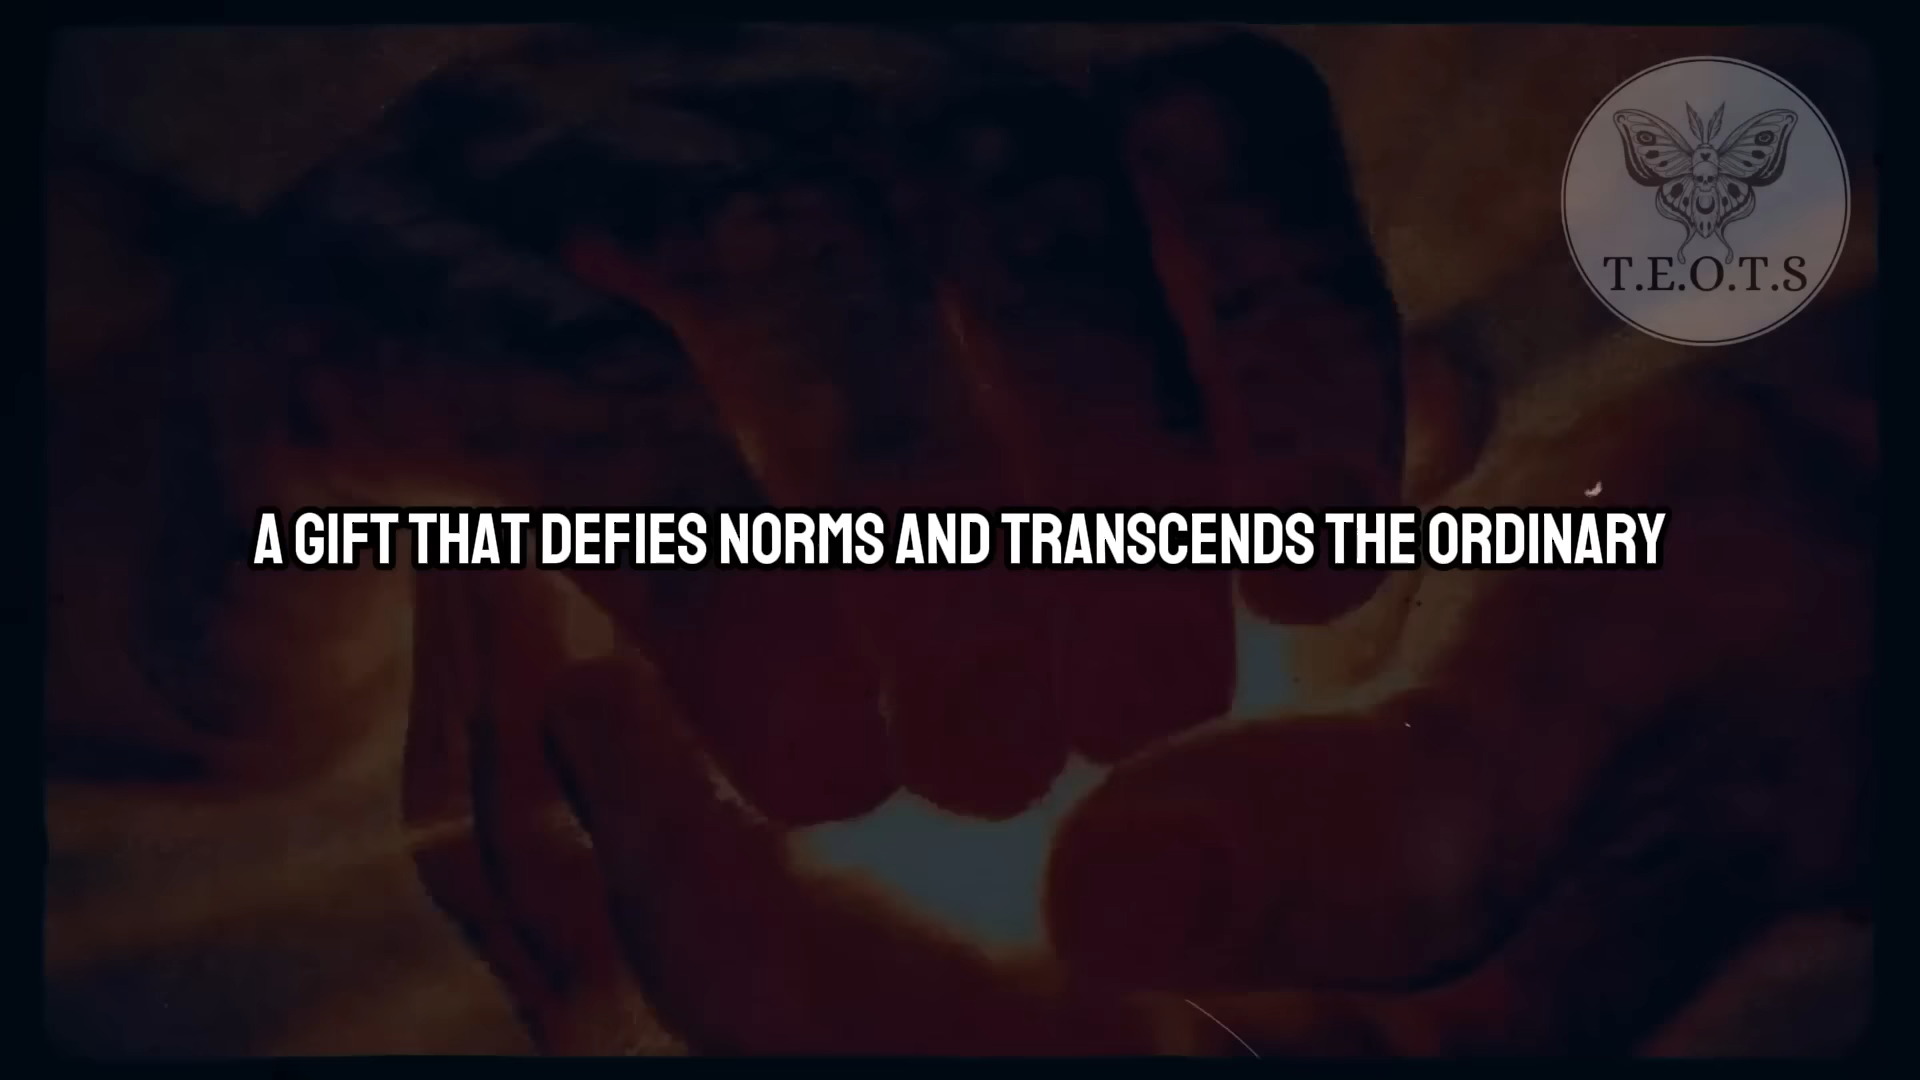 T.E.O.T.S
A GIFT THAT DEFIES NORMS AND TRANSCENDS THE ORDINARY